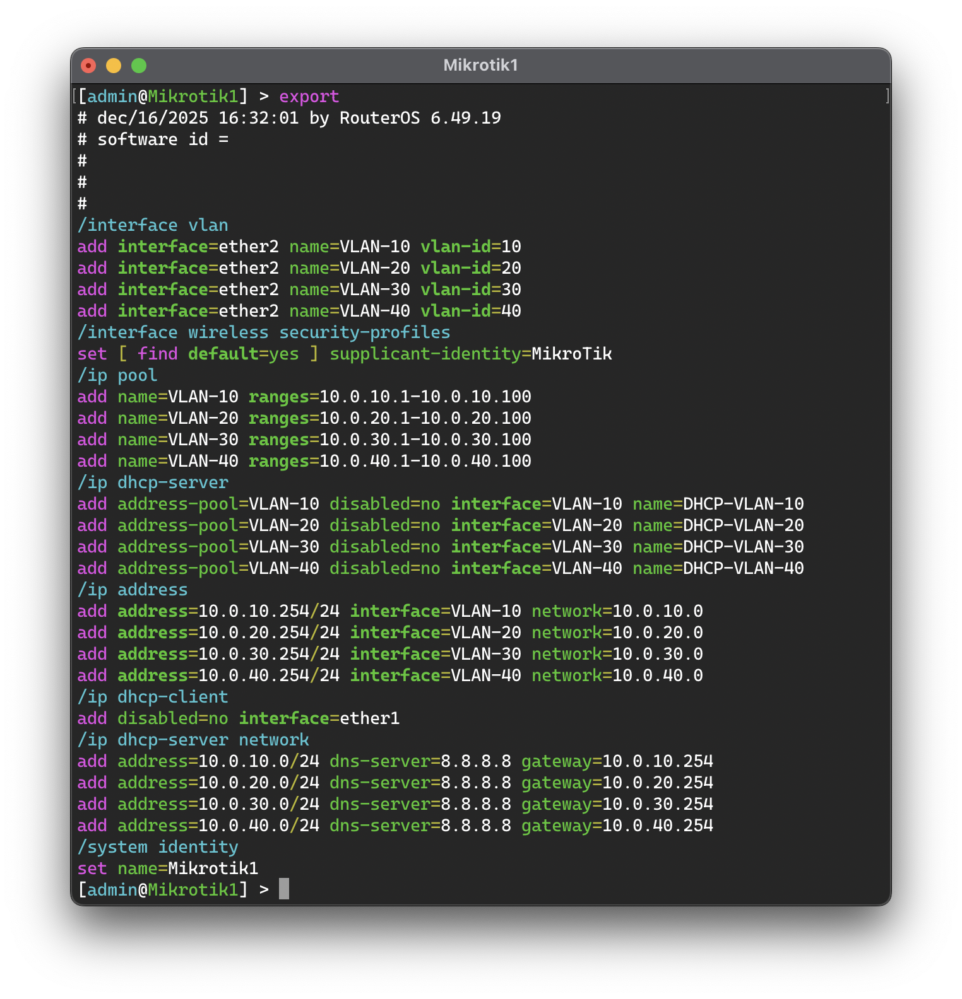 Mikrotik1
[[admin@Mikrotik1] > export ]
# dec/16/2025 16:32:01 by RouterOS 6.49.19
# software id =
#
#
#
/interface vlan
add interface=ether2 name=VLAN-10 vlan-id=10
add interface=ether2 name=VLAN-20 vlan-id=20
add interface=ether2 name=VLAN-30 vlan-id=30
add interface=ether2 name=VLAN-40 vlan-id=40
/interface wireless security-profiles
set [ find default=yes ] supplicant-identity=MikroTik
/ip pool
add name=VLAN-10 ranges=10.0.10.1-10.0.10.100
add name=VLAN-20 ranges=10.0.20.1-10.0.20.100
add name=VLAN-30 ranges=10.0.30.1-10.0.30.100
add name=VLAN-40 ranges=10.0.40.1-10.0.40.100
/ip dhcp-server
add address-pool=VLAN-10 disabled=no interface=VLAN-10 name=DHCP-VLAN-10
add address-pool=VLAN-20 disabled=no interface=VLAN-20 name=DHCP-VLAN-20
add address-pool=VLAN-30 disabled=no interface=VLAN-30 name=DHCP-VLAN-30
add address-pool=VLAN-40 disabled=no interface=VLAN-40 name=DHCP-VLAN-40
/ip address
add address=10.0.10.254/24 interface=VLAN-10 network=10.0.10.0
add address=10.0.20.254/24 interface=VLAN-20 network=10.0.20.0
add address=10.0.30.254/24 interface=VLAN-30 network=10.0.30.0
add address=10.0.40.254/24 interface=VLAN-40 network=10.0.40.0
/ip dhcp-client
add disabled=no interface=ether1
/ip dhcp-server network
add address=10.0.10.0/24 dns-server=8.8.8.8 gateway=10.0.10.254
add address=10.0.20.0/24 dns-server=8.8.8.8 gateway=10.0.20.254
add address=10.0.30.0/24 dns-server=8.8.8.8 gateway=10.0.30.254
add address=10.0.40.0/24 dns-server=8.8.8.8 gateway=10.0.40.254
/system identity
set name=Mikrotik1
[admin@Mikrotik1] >